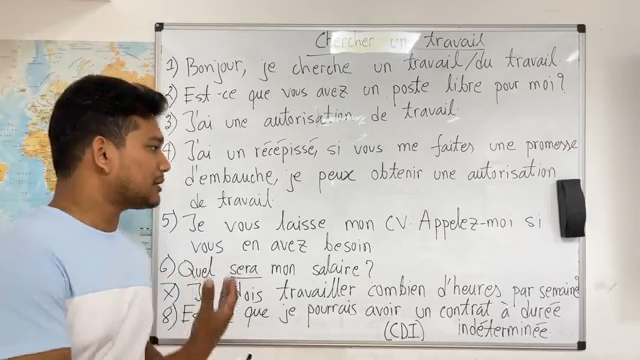 Chercher un travail
1) Bonjour, je cherche un travail/du travail
2) Est-ce que vous avez un poste libre pour moi?
3) J'ai une autorisation de travail.
4) J'ai un récépissé, si vous me faites une promesse
d'embauche, je peux obtenir une autorisation
de travail.
5) Je vous laisse mon CV. Appelez-moi si
vous en avez besoin.
6) Quel sera mon salaire?
dois travailler combien d'heures par semaine
8) que je pourrais avoir un contrat à durée
(CDI) indéterminée.